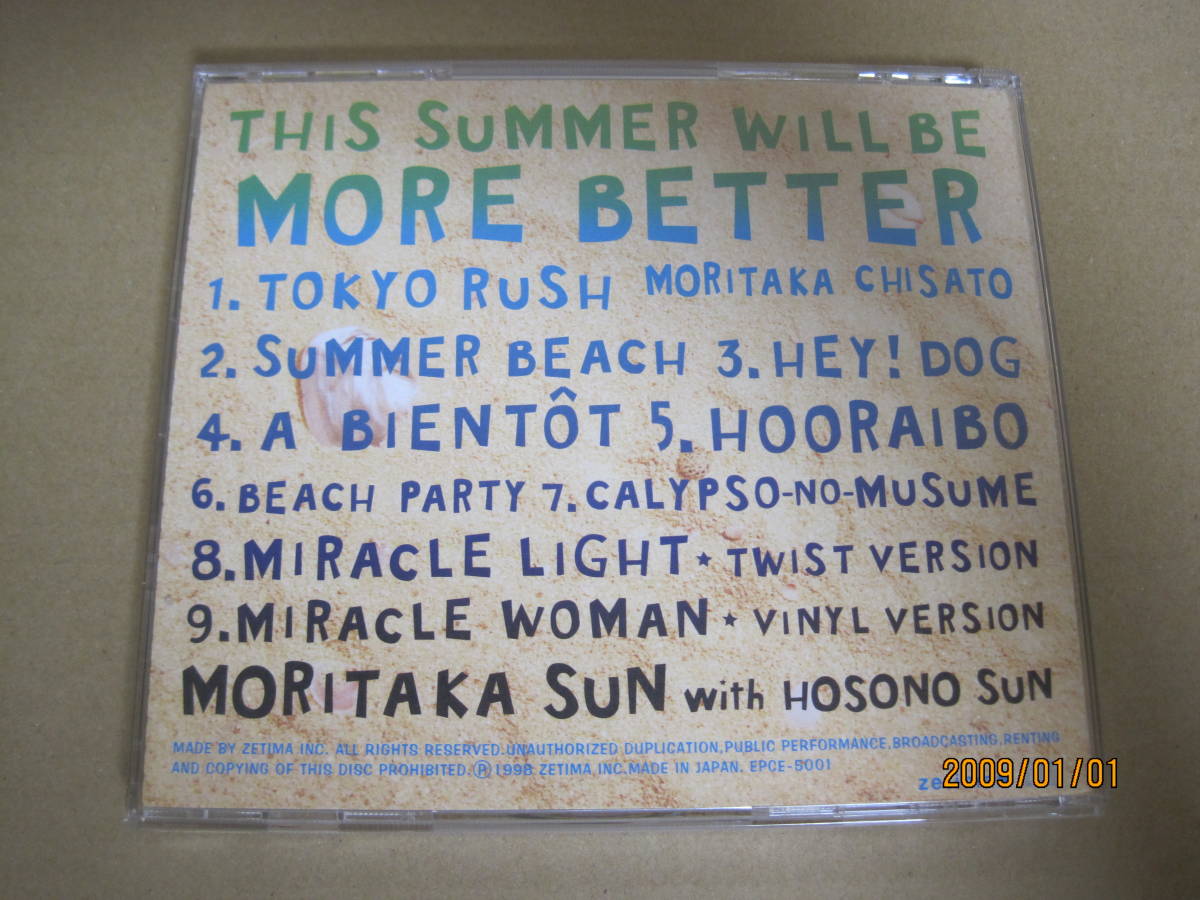 THIS SUMMER WILL BE
MORE BETTER
1. TOKYO RUSH MORITAKA CHISATO
2. SUMMER BEACH 3. HEY! DOG
4. A BIENTÔT 5. HOORAIBO
6. BEACH PARTY 7. CALYPSO-NO-MUSUME
8. MIRACLE LIGHT ★ TWIST VERSION
9. MIRACLE WOMAN ★ VINYL VERSION
MORITAKA SUN with HOSONO SUN
MADE BY ZETIMA INC. ALL RIGHTS RESERVED. UNAUTHORIZED DUPLICATION, PUBLIC PERFORMANCE, BROADCASTING, RENTING
AND COPYING OF THIS DISC PROHIBITED. Ⓟ1998 ZETIMA, INC. MADE IN JAPAN. EPCE-5001
2009/01/01